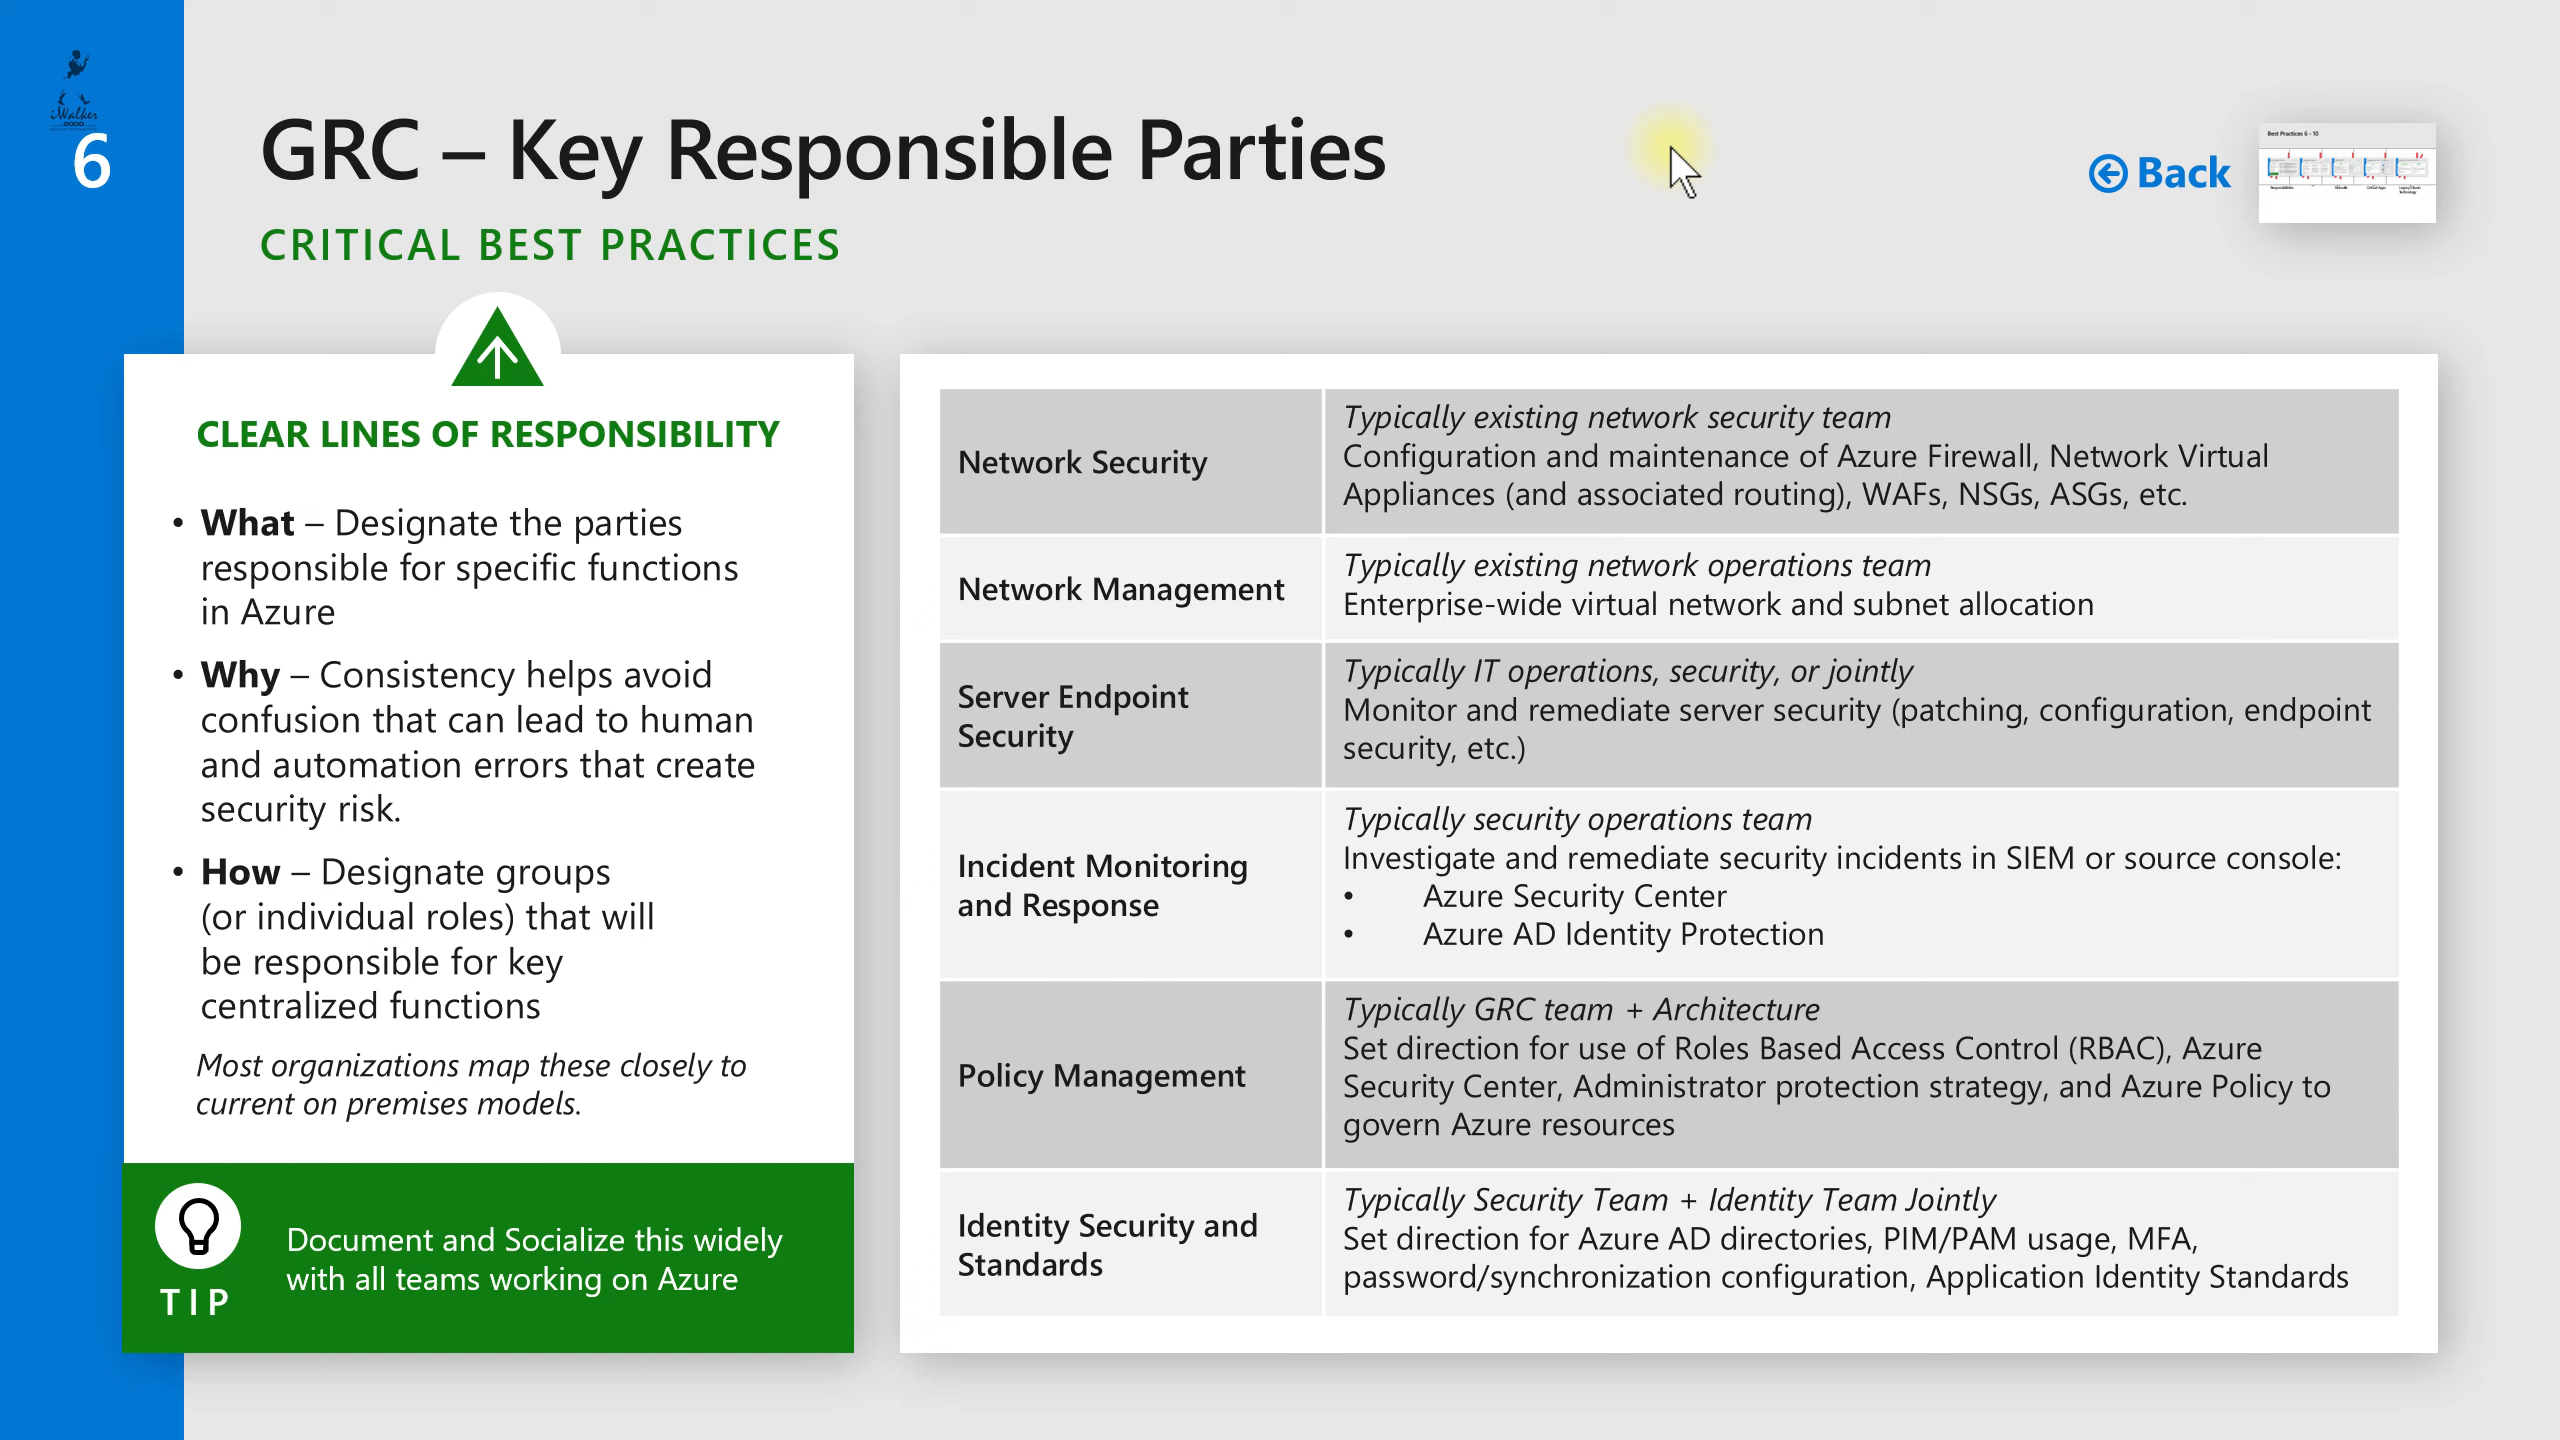 iWalker
2000
6
GRC – Key Responsible Parties
CRITICAL BEST PRACTICES
Back
Best Practices 6 - 10
CLEAR LINES OF RESPONSIBILITY
• What – Designate the parties
responsible for specific functions
in Azure
• Why – Consistency helps avoid
confusion that can lead to human
and automation errors that create
security risk.
• How – Designate groups
(or individual roles) that will
be responsible for key
centralized functions
Most organizations map these closely to
current on premises models.
TIP
Document and Socialize this widely
with all teams working on Azure
Network Security
Typically existing network security team
Configuration and maintenance of Azure Firewall, Network Virtual
Appliances (and associated routing), WAFs, NSGs, ASGs, etc.
Network Management
Typically existing network operations team
Enterprise-wide virtual network and subnet allocation
Server Endpoint
Security
Typically IT operations, security, or jointly
Monitor and remediate server security (patching, configuration, endpoint
security, etc.)
Incident Monitoring
and Response
Typically security operations team
Investigate and remediate security incidents in SIEM or source console:
• Azure Security Center
• Azure AD Identity Protection
Policy Management
Typically GRC team + Architecture
Set direction for use of Roles Based Access Control (RBAC), Azure
Security Center, Administrator protection strategy, and Azure Policy to
govern Azure resources
Identity Security and
Standards
Typically Security Team + Identity Team Jointly
Set direction for Azure AD directories, PIM/PAM usage, MFA,
password/synchronization configuration, Application Identity Standards